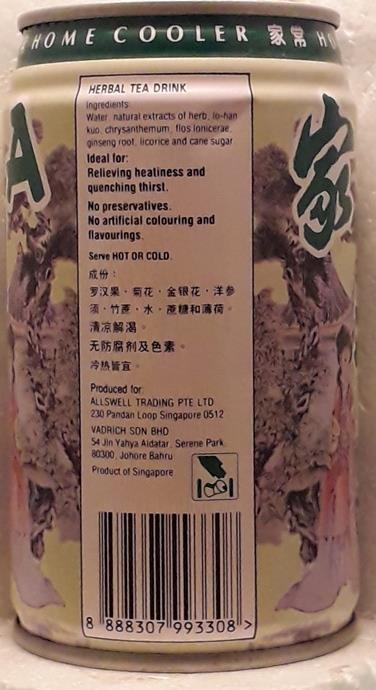 HOME COOLER 家常 HO
A
家
HERBAL TEA DRINK
Ingredients:
Water, natural extracts of herb, lo-han
kuo, chrysanthemum, flos lonicerae,
ginseng root, licorice and cane sugar
Ideal for:
Relieving heatiness and
quenching thirst.
No preservatives.
No artificial colouring and
flavourings.
Serve HOT OR COLD.
成份：
罗汉果·菊花·金银花·洋参
须·竹蔗·水·蔗糖和薄荷。
清凉解渴。
无防腐剂及色素。
冷热皆宜。
Produced for:
ALLSWELL TRADING PTE LTD
230 Pandan Loop Singapore 0512
VADRICH SDN BHD
54 Jln Yahya Aldatar, Serene Park
80300, Johore Bahru
Product of Singapore
8 888307 993308 >